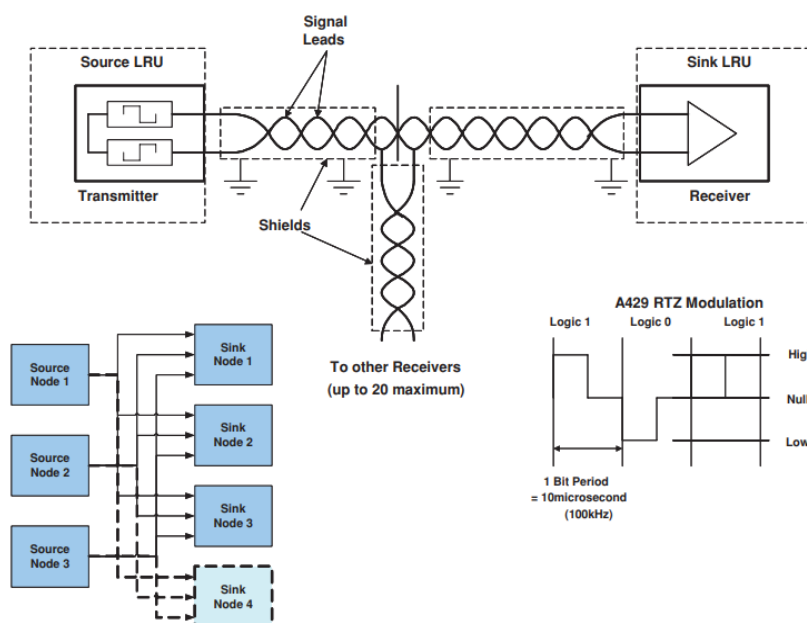 Signal
Leads
Source LRU
Sink LRU
Transmitter
Receiver
Shields
A429 RTZ Modulation
Logic 1
Logic 0
Logic 1
Hig
Null
Low
To other Receivers
(up to 20 maximum)
1 Bit Period
= 10microsecond
(100kHz)
Source
Node 1
Sink
Node 1
Source
Node 2
Sink
Node 2
Source
Node 3
Sink
Node 3
Sink
Node 4